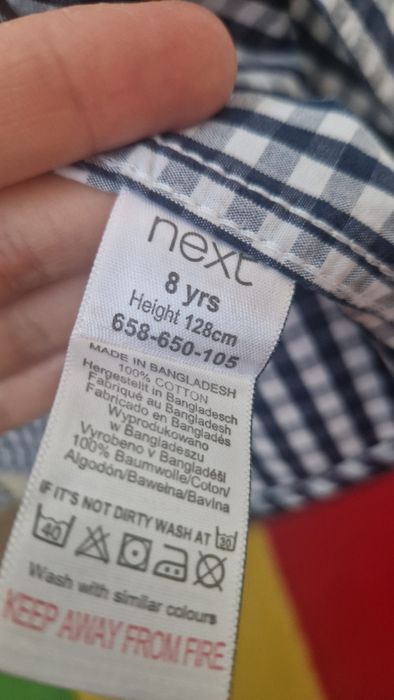 next
8 yrs
Height 128cm
658-650-105
MADE IN BANGLADESH
100% COTTON
Hergestellt in Bangladesch
Fabriqué au Bangladesh
Fabricado en Bangladés
Wyprodukowano
w Bangladeszu
Vyrobeno v Bangladéši
100% Baumwolle/Coton/
Algodón/Bawełna/Bavlna
IF IT'S NOT DIRTY WASH AT 30
40
Wash with similar colours
KEEP AWAY FROM FIRE